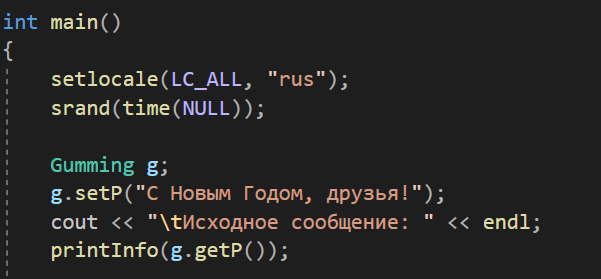 int main()
{
setlocale(LC_ALL, "rus");
srand(time(NULL));
Gumming g;
g.setP("С Новым Годом, друзья!");
cout << "\tИсходное сообщение: " << endl;
printInfo(g.getP());